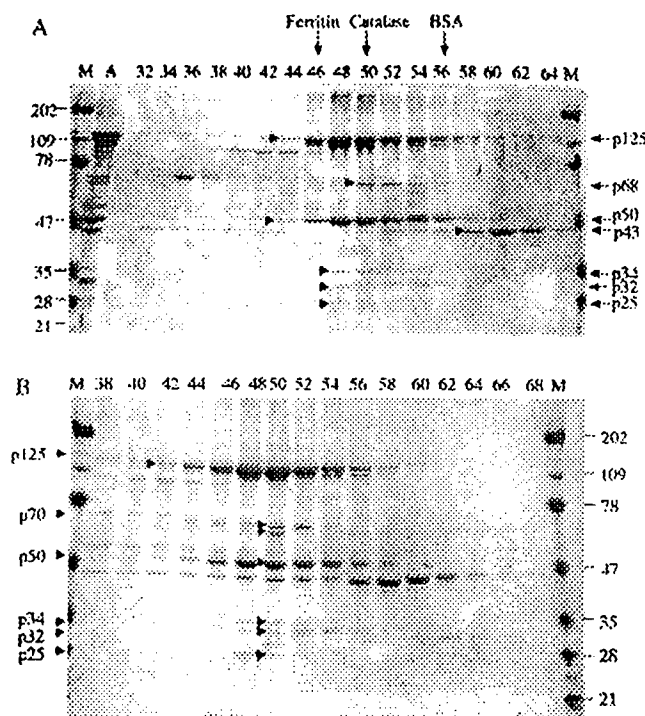 A
Ferritin Catalase BSA
M A 32 34 36 38 40 42 44 46 48 50 52 54 56 58 60 62 64 M
202
109
78
47
35
28
21
p125
p68
p50
p43
p34
p32
p25
B
M 38 40 42 44 46 48 50 52 54 56 58 60 62 64 66 68 M
p125
p70
p50
p34
p32
p25
202
109
78
47
35
28
21